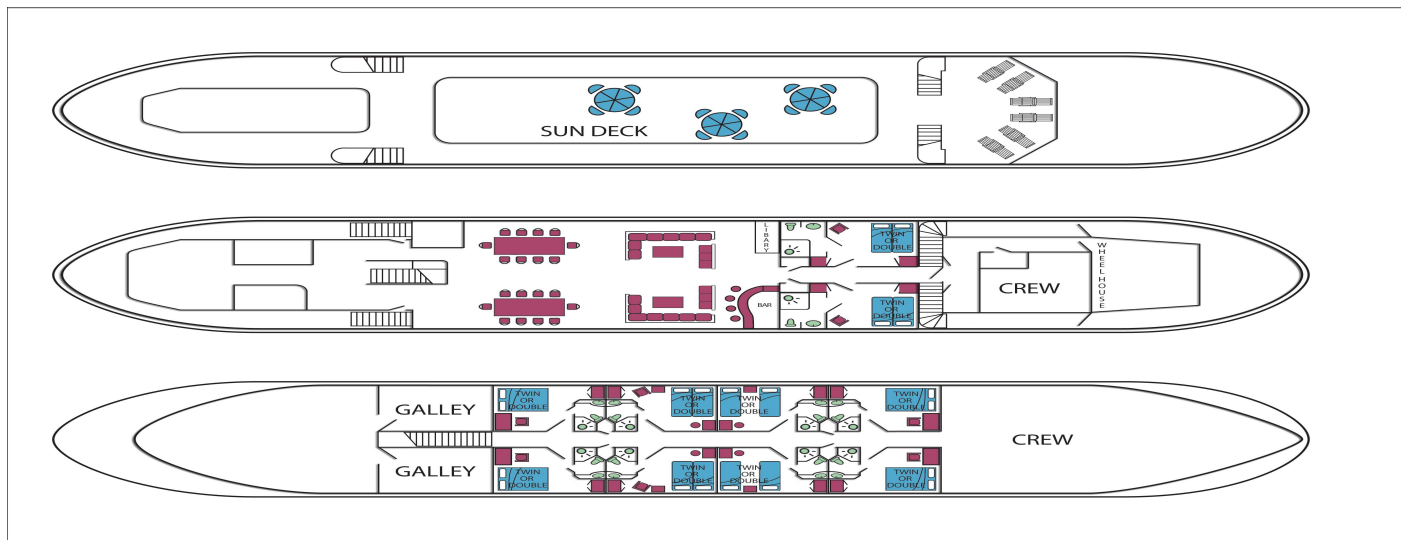 SUN DECK
LIBARY
TWIN
OR
DOUBLE
WHEELHOUSE
CREW
BAR
TWIN
OR
DOUBLE
GALLEY
TWIN
OR
DOUBLE
TWIN
OR
DOUBLE
TWIN
OR
DOUBLE
TWIN
OR
DOUBLE
CREW
GALLEY
TWIN
OR
DOUBLE
TWIN
OR
DOUBLE
TWIN
OR
DOUBLE
TWIN
OR
DOUBLE